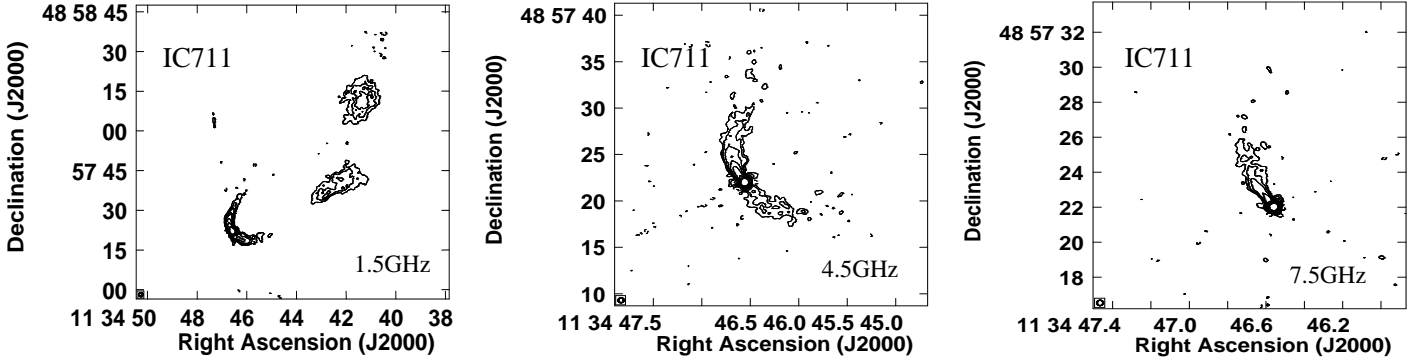 48 58 45
30
15
00
57 45
30
15
00
Declination (J2000)
IC711
1.5GHz
11 34 50 48 46 44 42 40 38
Right Ascension (J2000)
48 57 40
35
30
25
20
15
10
Declination (J2000)
IC711
4.5GHz
11 34 47.5 46.5 46.0 45.5 45.0
Right Ascension (J2000)
48 57 32
30
28
26
24
22
20
18
Declination (J2000)
IC711
7.5GHz
11 34 47.4 47.0 46.6 46.2
Right Ascension (J2000)